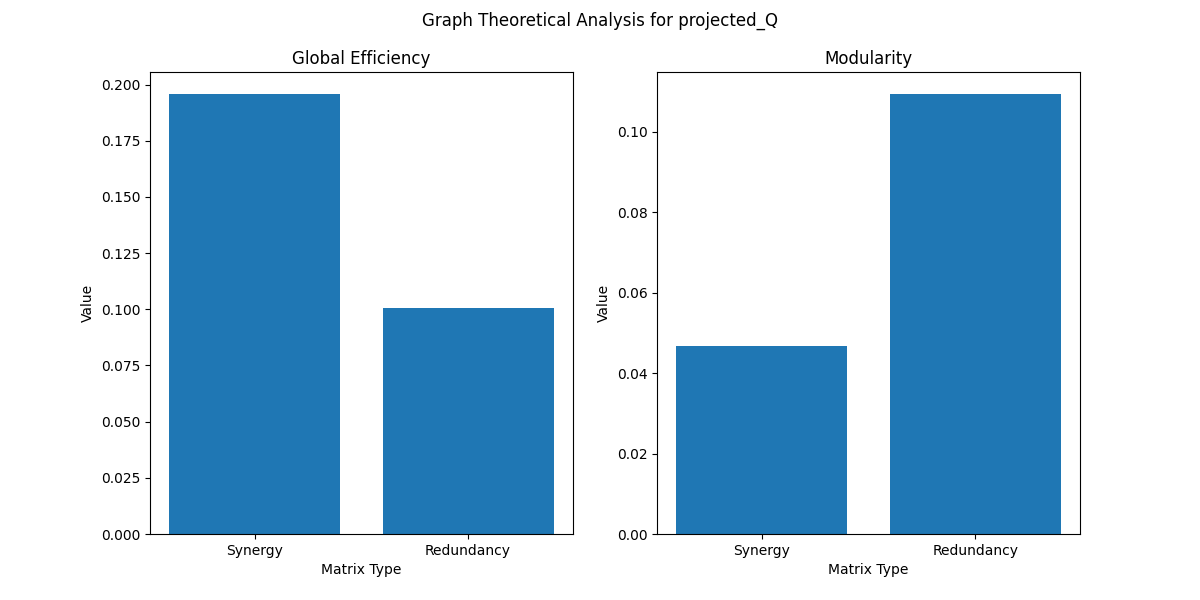 Graph Theoretical Analysis for projected_Q
Global Efficiency
0.200
0.175
0.150
0.125
0.100
0.075
0.050
0.025
0.000
Value
Synergy Redundancy
Matrix Type
Modularity
0.10
0.08
0.06
0.04
0.02
0.00
Value
Synergy Redundancy
Matrix Type